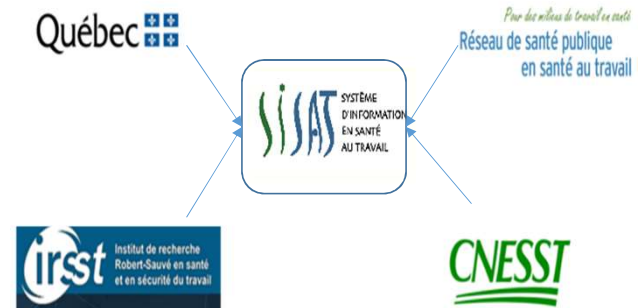 Québec
Pour des milieux de travail en santé
Réseau de santé publique
en santé au travail
SISAT
SYSTÈME
D'INFORMATION
EN SANTÉ
AU TRAVAIL
irsst
Institut de recherche
Robert-Sauvé en santé
et en sécurité du travail
CNESST